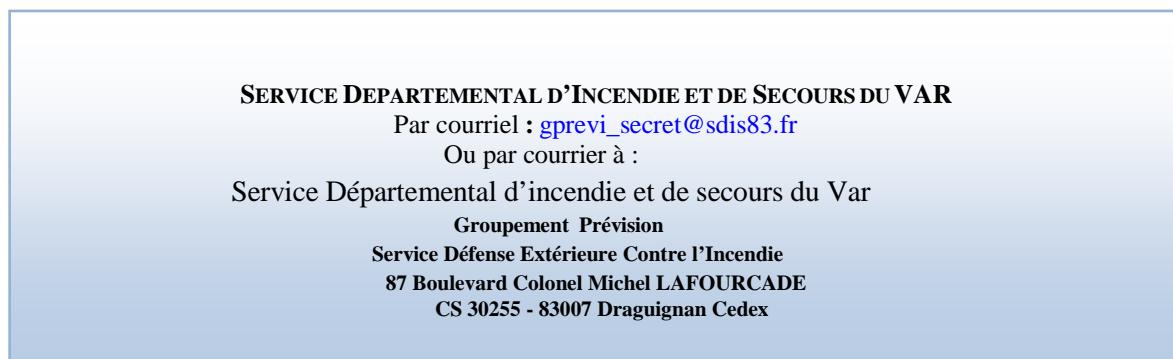 SERVICE DEPARTEMENTAL D’INCENDIE ET DE SECOURS DU VAR
Par courriel : gprevi_secret@sdis83.fr
Ou par courrier à :
Service Départemental d’incendie et de secours du Var
Groupement Prévision
Service Défense Extérieure Contre l’Incendie
87 Boulevard Colonel Michel LAFOURCADE
CS 30255 - 83007 Draguignan Cedex